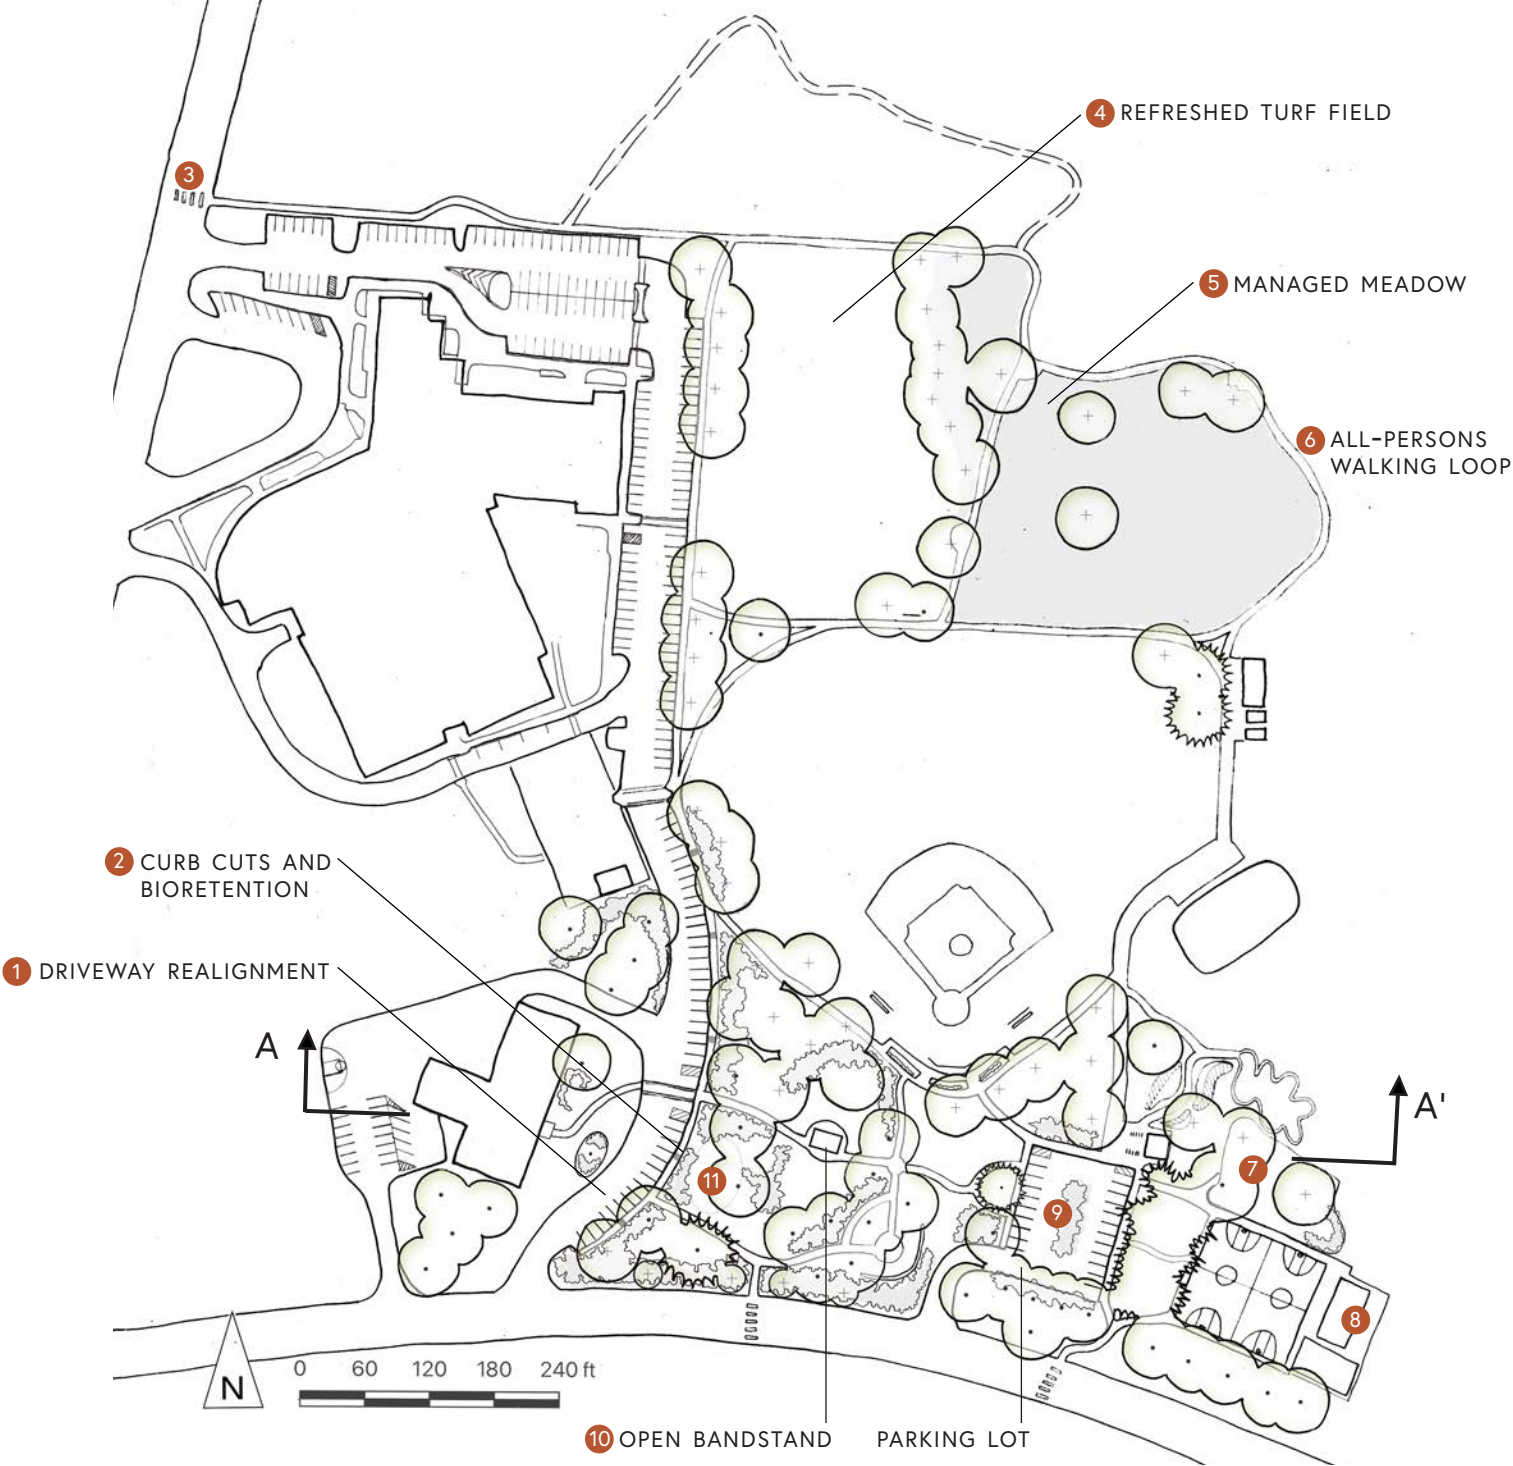 4 REFRESHED TURF FIELD
3
5 MANAGED MEADOW
6 ALL-PERSONS
WALKING LOOP
2 CURB CUTS AND
BIORETENTION
1 DRIVEWAY REALIGNMENT
A
A'
7
11
9
8
N
0 60 120 180 240 ft
10 OPEN BANDSTAND
PARKING LOT